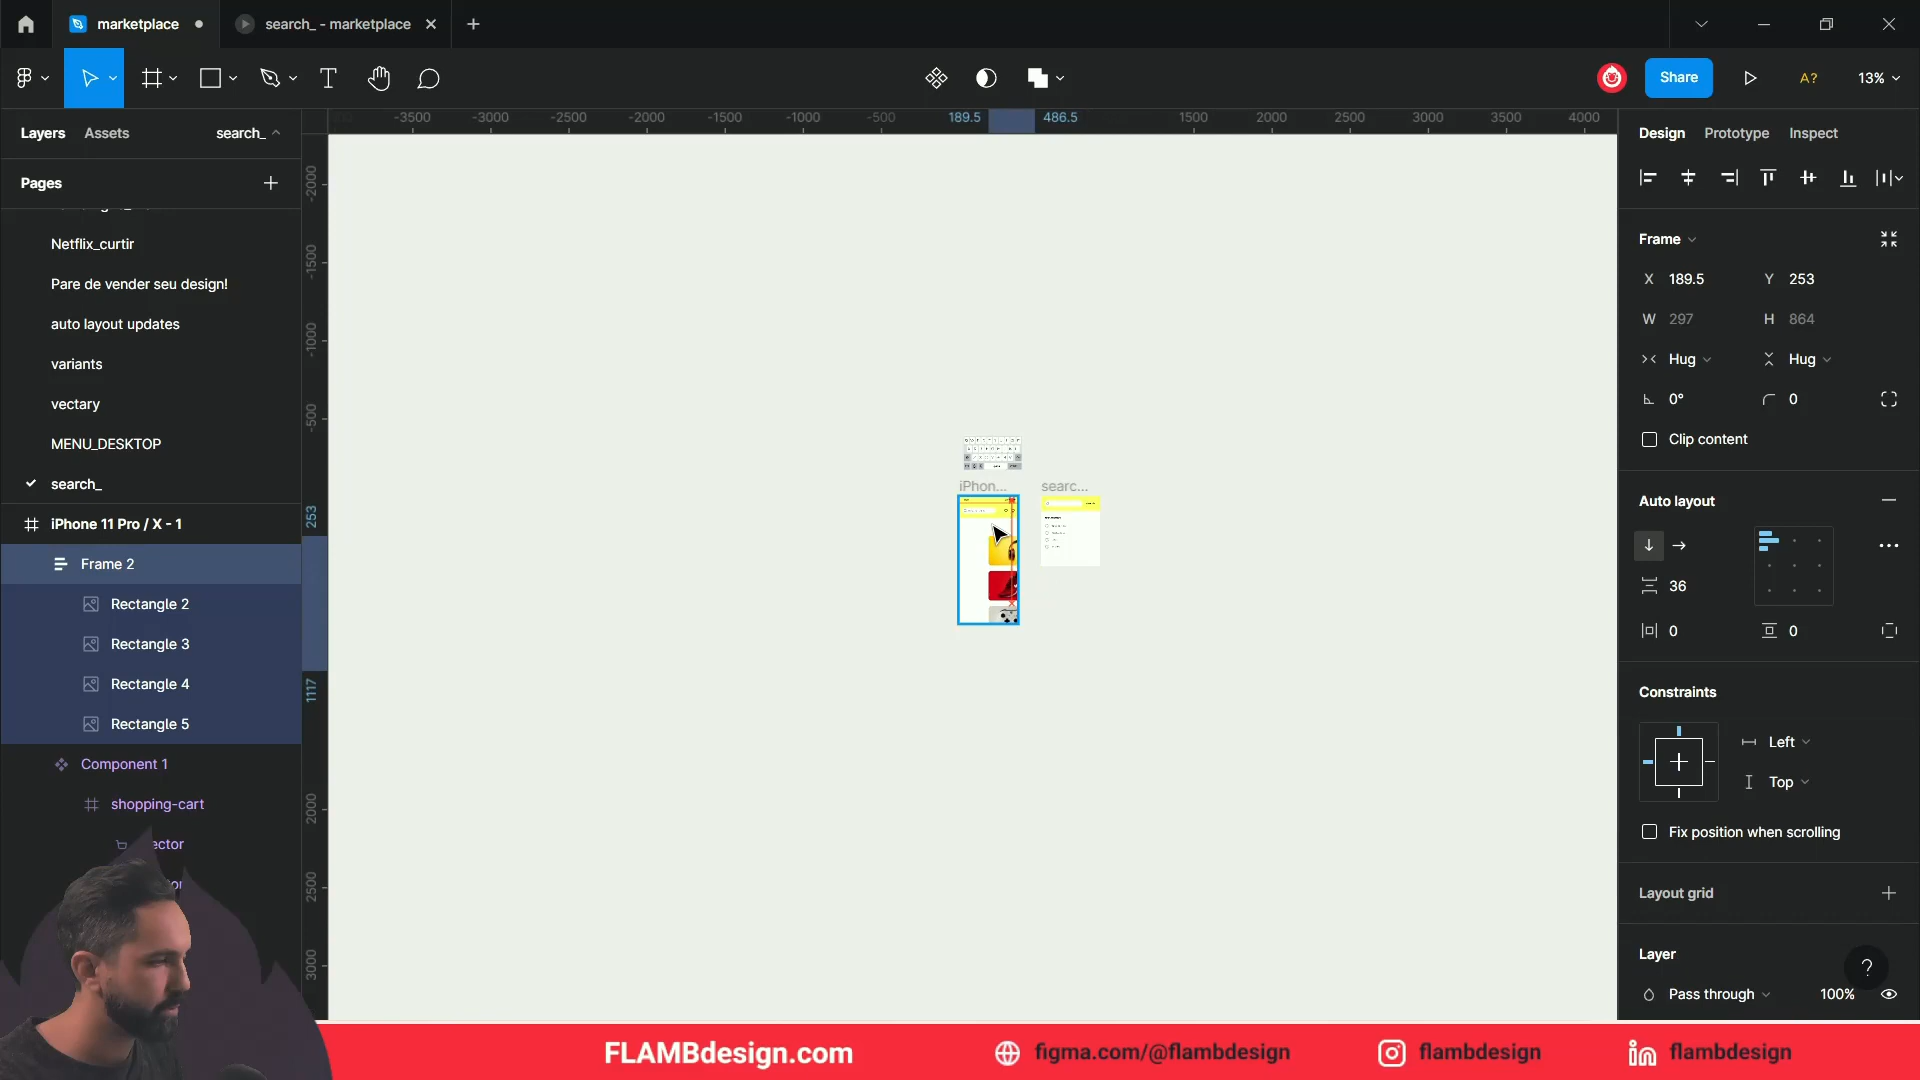 marketplace
search_ - marketplace
Share
A?
13%
Layers
Assets
search_
Pages
Netflix_curtir
Pare de vender seu design!
auto layout updates
variants
vectary
MENU_DESKTOP
search_
iPhone 11 Pro / X - 1
Frame 2
Rectangle 2
Rectangle 3
Rectangle 4
Rectangle 5
Component 1
shopping-cart
ector
-3500
-3000
-2500
-2000
-1500
-1000
-500
189.5
486.5
1500
2000
2500
3000
3500
4000
-2000
-1500
-1000
-500
253
1117
2000
2500
3000
iPhon...
searc...
Design
Prototype
Inspect
Frame
X 189.5
Y 253
W 297
H 864
Hug
Hug
0°
0
Clip content
Auto layout
36
0
0
Constraints
Left
Top
Fix position when scrolling
Layout grid
Layer
?
Pass through
100%
FLAMBdesign.com
figma.com/@flambdesign
flambdesign
flambdesign